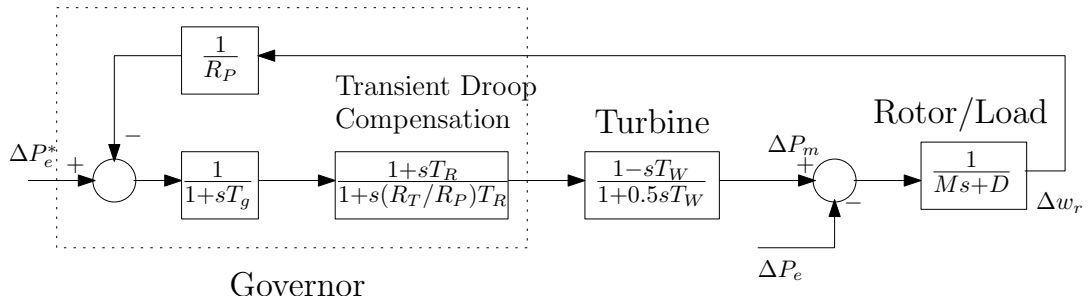 1
R_P
Transient Droop
Compensation
Turbine
Rotor/Load
ΔP_e^*
+
−
1
1+sT_g
1+sT_R
1+s(R_T/R_P)T_R
1−sT_W
1+0.5sT_W
ΔP_m
+
−
1
Ms+D
Δw_r
ΔP_e
Governor